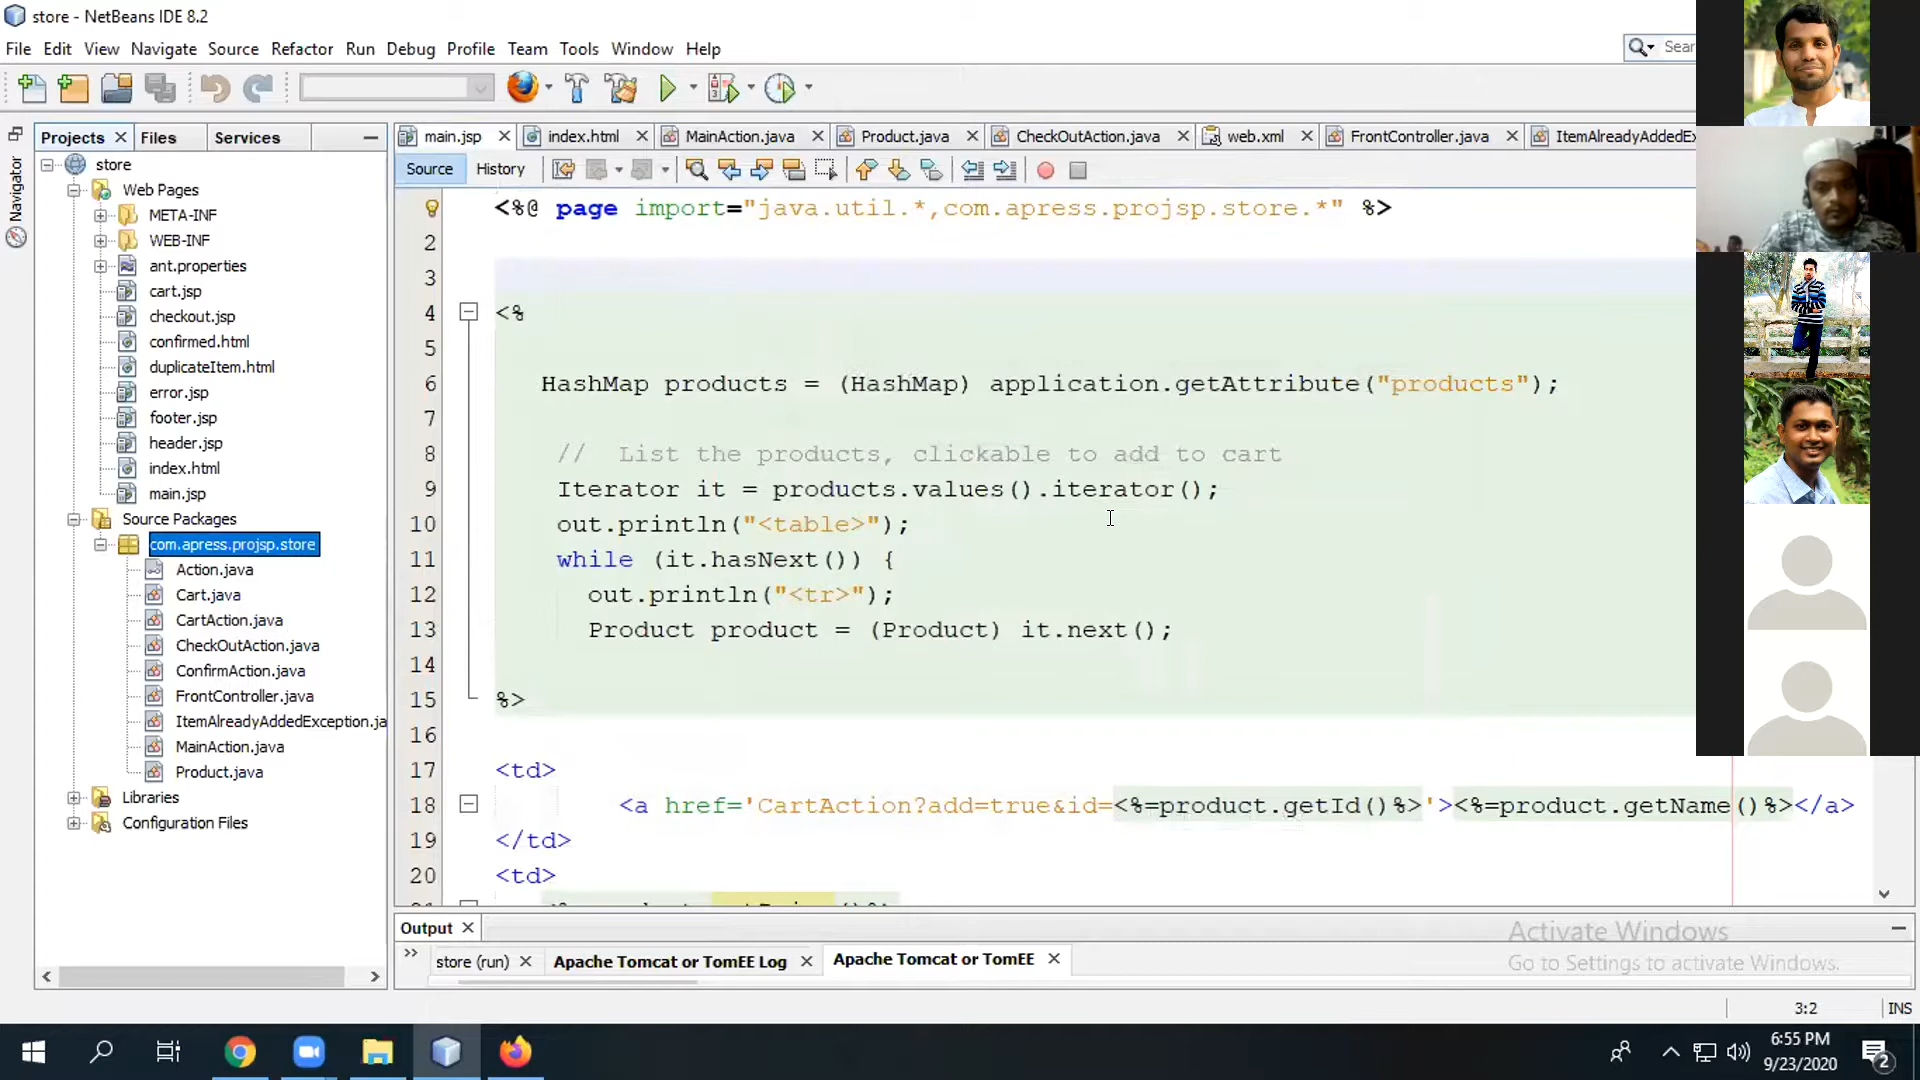 store - NetBeans IDE 8.2
File Edit View Navigate Source Refactor Run Debug Profile Team Tools Window Help
Sear
Projects Files Services
Navigator
store
Web Pages
META-INF
WEB-INF
ant.properties
cart.jsp
checkout.jsp
confirmed.html
duplicateItem.html
error.jsp
footer.jsp
header.jsp
index.html
main.jsp
Source Packages
com.apress.projsp.store
Action.java
Cart.java
CartAction.java
CheckOutAction.java
ConfirmAction.java
FrontController.java
ItemAlreadyAddedException.ja
MainAction.java
Product.java
Libraries
Configuration Files
main.jsp index.html MainAction.java Product.java CheckOutAction.java web.xml FrontController.java ItemAlreadyAddedEx
Source History
<%@ page import="java.util.*,com.apress.projsp.store.*" %>
2
3
4 <%
5
6 HashMap products = (HashMap) application.getAttribute("products");
7
8 // List the products, clickable to add to cart
9 Iterator it = products.values().iterator();
10 out.println("<table>");
11 while (it.hasNext()) {
12 out.println("<tr>");
13 Product product = (Product) it.next();
14
15 %>
16
17 <td>
18 <a href='CartAction?add=true&id=<%=product.getId()%>'><%=product.getName()%></a>
19 </td>
20 <td>
Output
store (run) Apache Tomcat or TomEE Log Apache Tomcat or TomEE
Activate Windows
Go to Settings to activate Windows.
3:2 INS
6:55 PM
9/23/2020
2